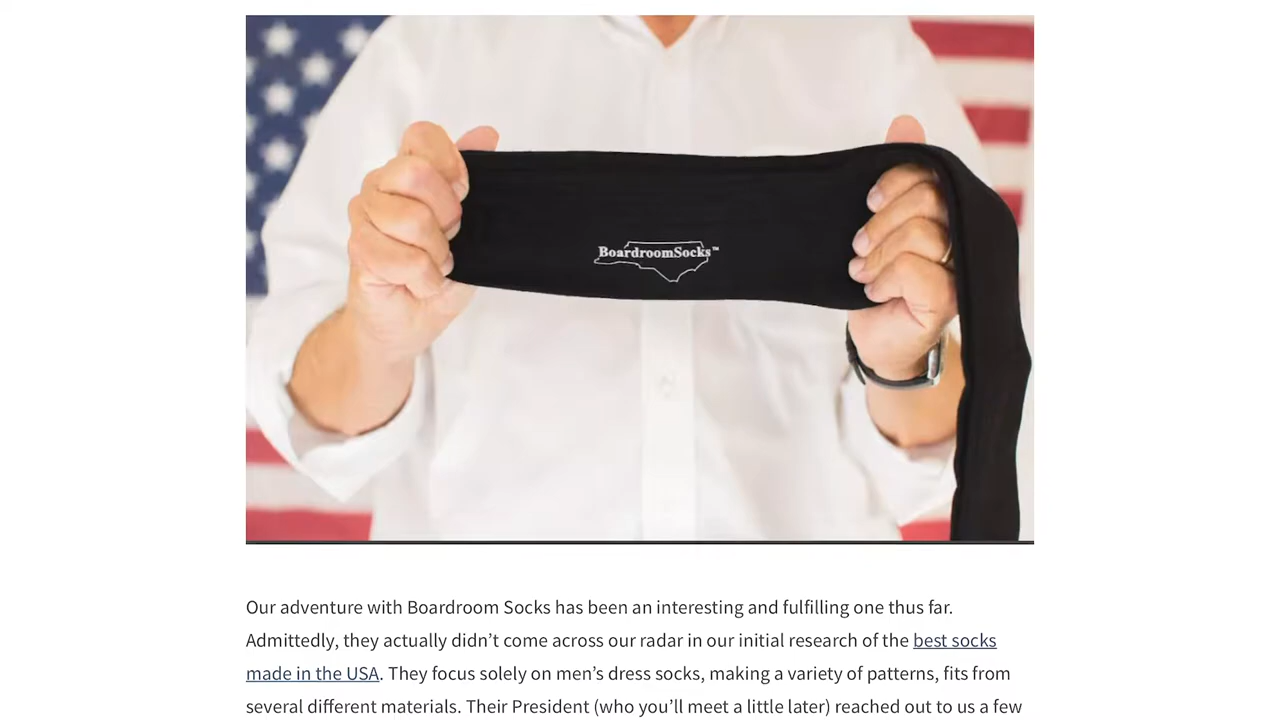 BoardroomSocks™
Our adventure with Boardroom Socks has been an interesting and fulfilling one thus far.
Admittedly, they actually didn’t come across our radar in our initial research of the best socks
made in the USA. They focus solely on men’s dress socks, making a variety of patterns, fits from
several different materials. Their President (who you’ll meet a little later) reached out to us a few